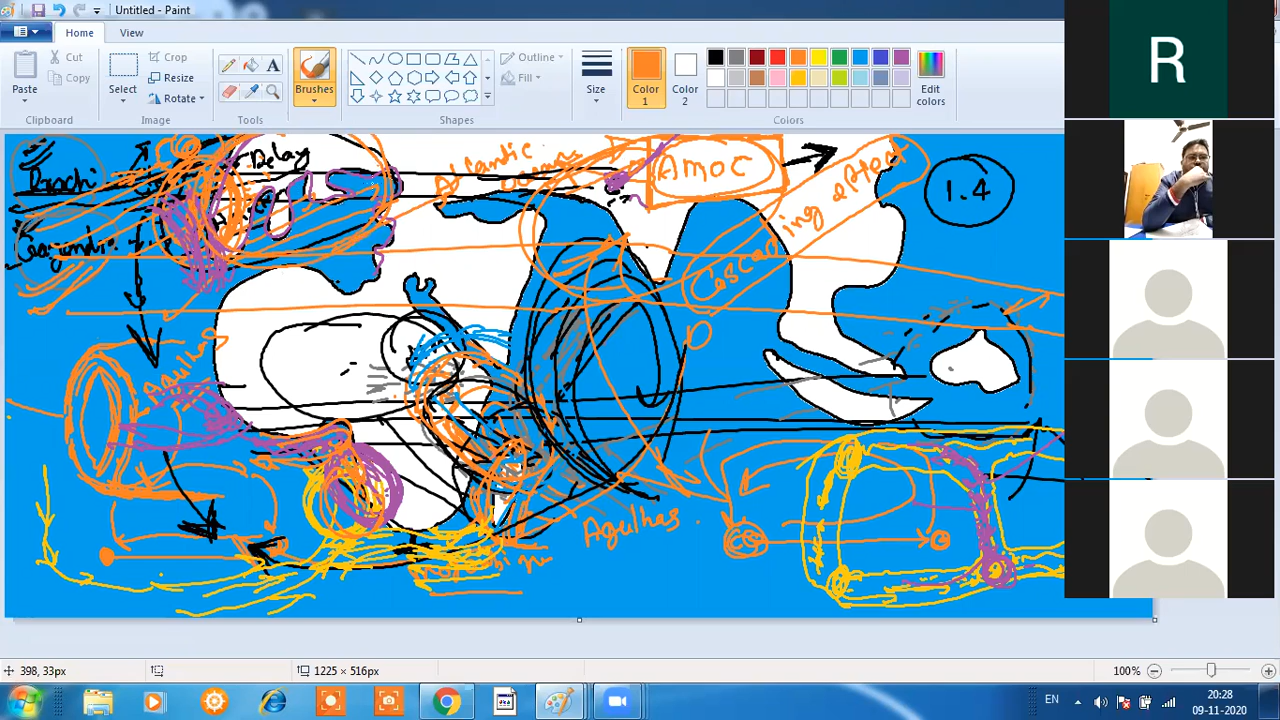 Untitled - Paint
Home
View
Paste
Cut
Copy
Clipboard
Select
Crop
Resize
Rotate
Image
A
Tools
Brushes
Shapes
Outline
Fill
Size
Color 1
Color 2
Colors
Edit colors
R
Delay
Atlantic
AMOC
Cascading effect
1.4
Agulhas
Agulhas
398, 33px
1225 × 516px
100%
EN
20:28
09-11-2020